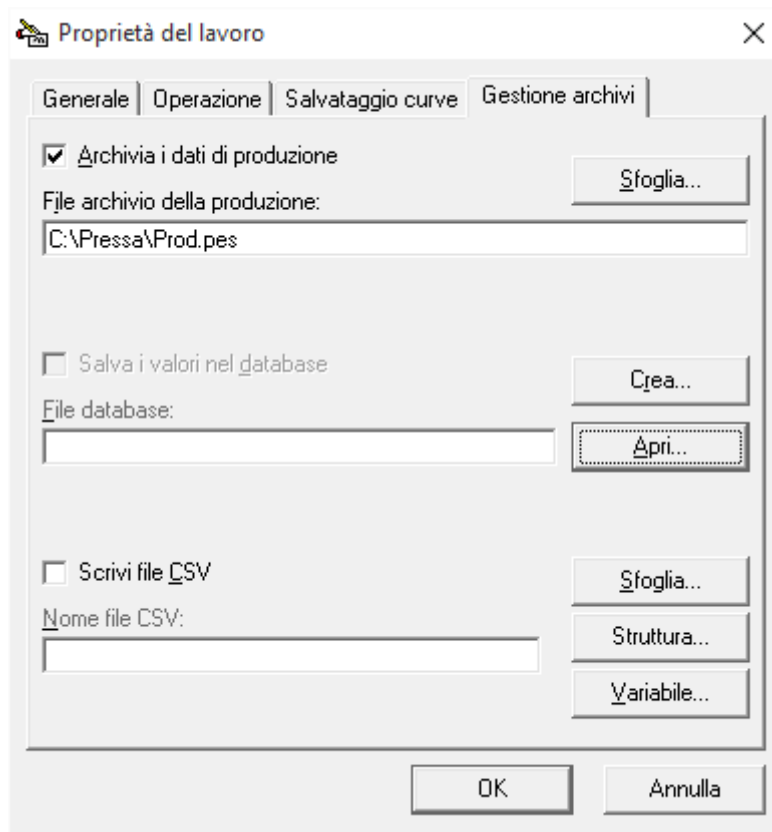 Proprietà del lavoro
Generale Operazione Salvataggio curve Gestione archivi
Archivia i dati di produzione
Sfoglia...
File archivio della produzione:
C:\Pressa\Prod.pes
Salva i valori nel database
Crea...
File database:
Apri...
Scrivi file CSV
Sfoglia...
Nome file CSV:
Struttura...
Variabile...
OK Annulla